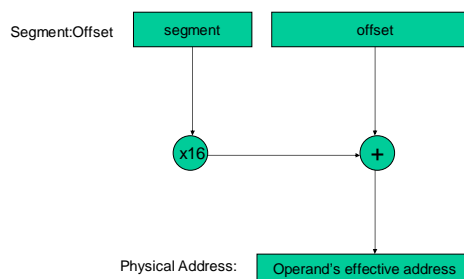 Segment:Offset
segment
offset
x16
+
Physical Address:
Operand's effective address